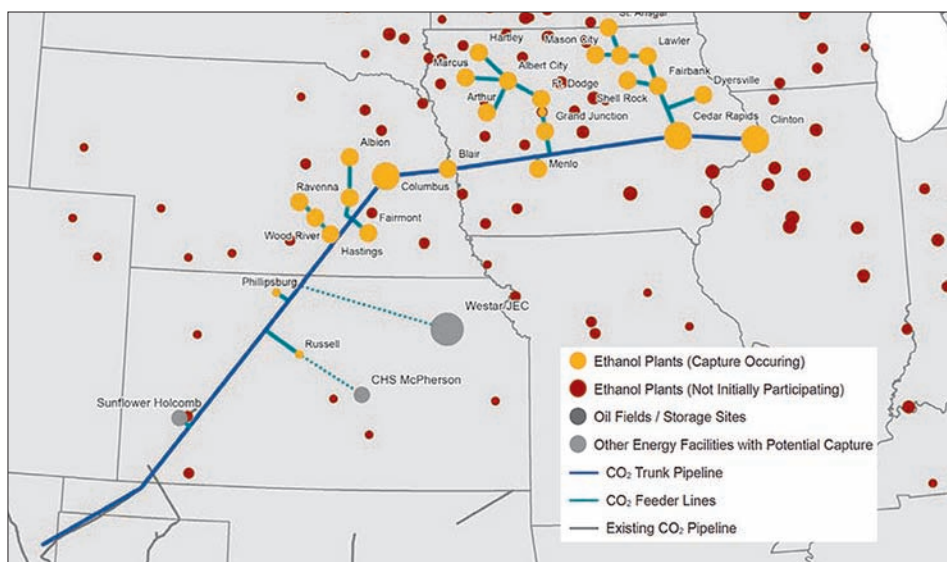 St. Ansgar
Hartley
Mason City
Lawler
Marcus
Albert City
Ft. Dodge
Fairbank
Dyersville
Arthur
Shell Rock
Grand Junction
Cedar Rapids
Clinton
Albion
Blair
Menlo
Ravenna
Columbus
Fairmont
Wood River
Hastings
Phillipsburg
Westar/JEC
Russell
CHS McPherson
Sunflower Holcomb
Ethanol Plants (Capture Occuring)
Ethanol Plants (Not Initially Participating)
Oil Fields / Storage Sites
Other Energy Facilities with Potential Capture
CO₂ Trunk Pipeline
CO₂ Feeder Lines
Existing CO₂ Pipeline